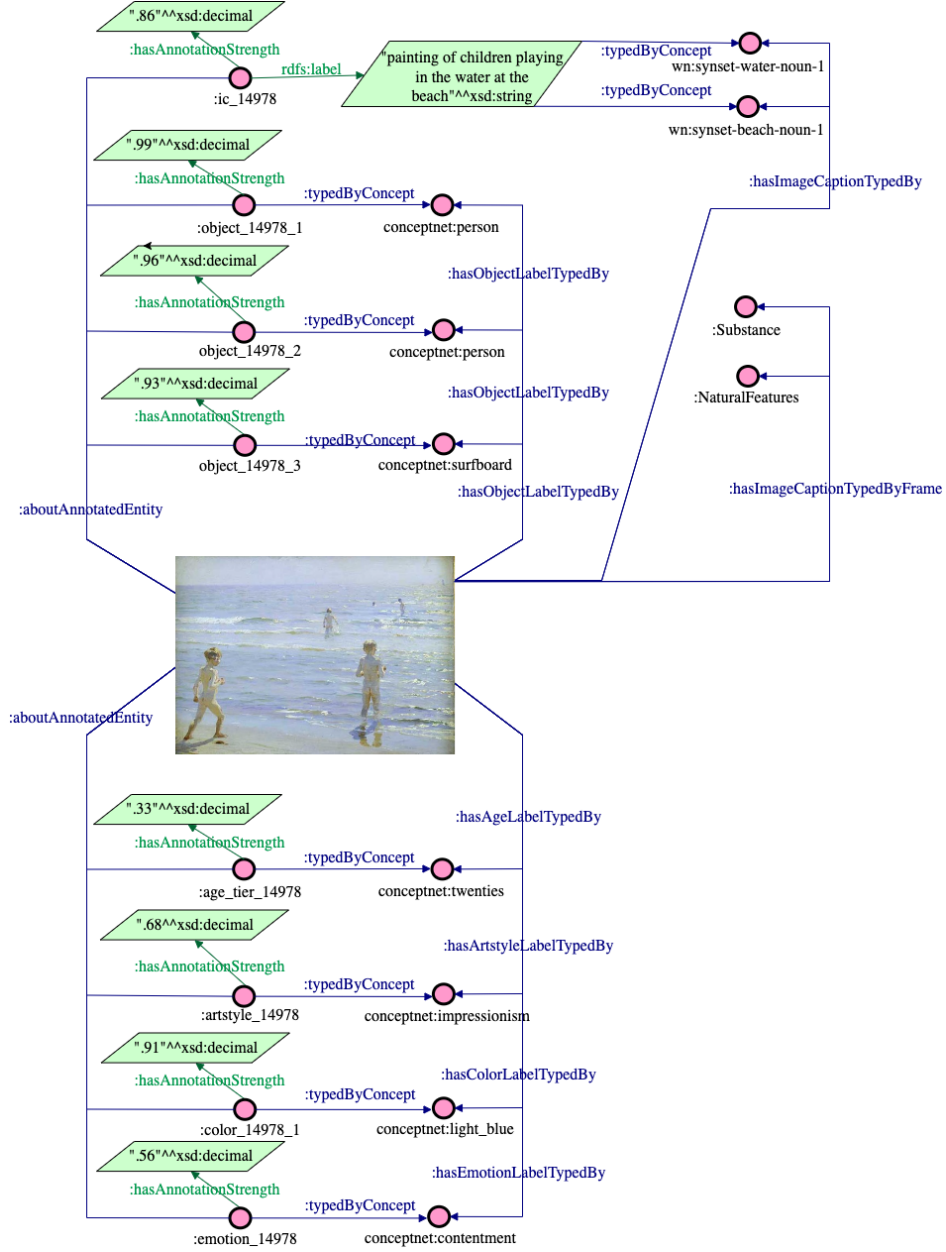 ".86"^^xsd:decimal
:hasAnnotationStrength
:ic_14978
rdfs:label
"painting of children playing
in the water at the
beach"^^xsd:string
:typedByConcept
wn:synset-water-noun-1
:typedByConcept
wn:synset-beach-noun-1
:hasImageCaptionTypedBy
".99"^^xsd:decimal
:hasAnnotationStrength
:typedByConcept
:object_14978_1
conceptnet:person
:hasObjectLabelTypedBy
".96"^^xsd:decimal
:hasAnnotationStrength
:typedByConcept
object_14978_2
conceptnet:person
:hasObjectLabelTypedBy
:Substance
:NaturalFeatures
".93"^^xsd:decimal
:hasAnnotationStrength
:typedByConcept
object_14978_3
conceptnet:surfboard
:hasObjectLabelTypedBy
:hasImageCaptionTypedByFrame
:aboutAnnotatedEntity
:aboutAnnotatedEntity
".33"^^xsd:decimal
:hasAgeLabelTypedBy
:hasAnnotationStrength
:typedByConcept
:age_tier_14978
conceptnet:twenties
".68"^^xsd:decimal
:hasArtstyleLabelTypedBy
:hasAnnotationStrength
:typedByConcept
:artstyle_14978
conceptnet:impressionism
".91"^^xsd:decimal
:hasColorLabelTypedBy
:hasAnnotationStrength
:typedByConcept
:color_14978_1
conceptnet:light_blue
".56"^^xsd:decimal
:hasEmotionLabelTypedBy
:hasAnnotationStrength
:typedByConcept
:emotion_14978
conceptnet:contentment